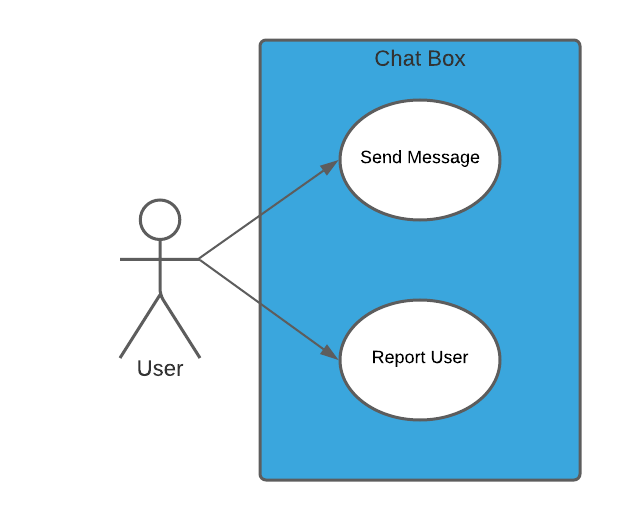 Chat Box
Send Message
Report User
User